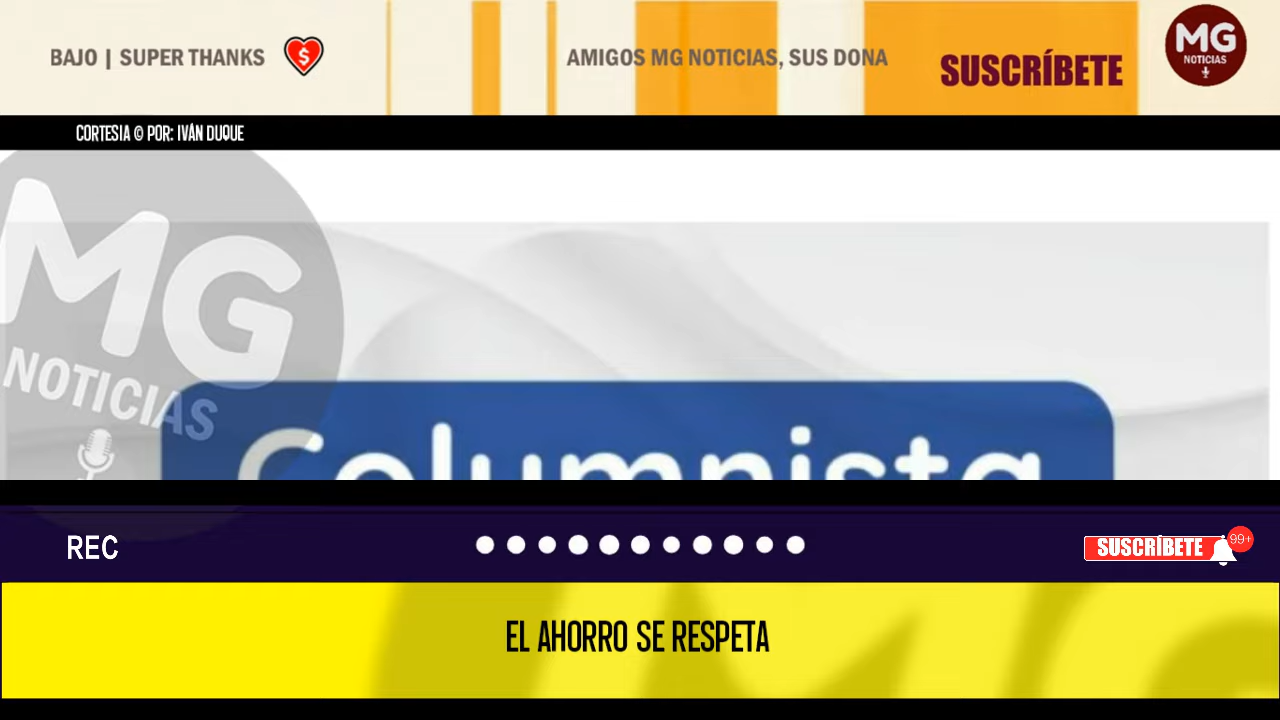 BAJO | SUPER THANKS
AMIGOS MG NOTICIAS, SUS DONA
SUSCRÍBETE
MG
NOTICIAS
CORTESIA © POR: IVÁN DUQUE
MG
NOTICIAS
Columnista
REC
SUSCRÍBETE
99+
EL AHORRO SE RESPETA